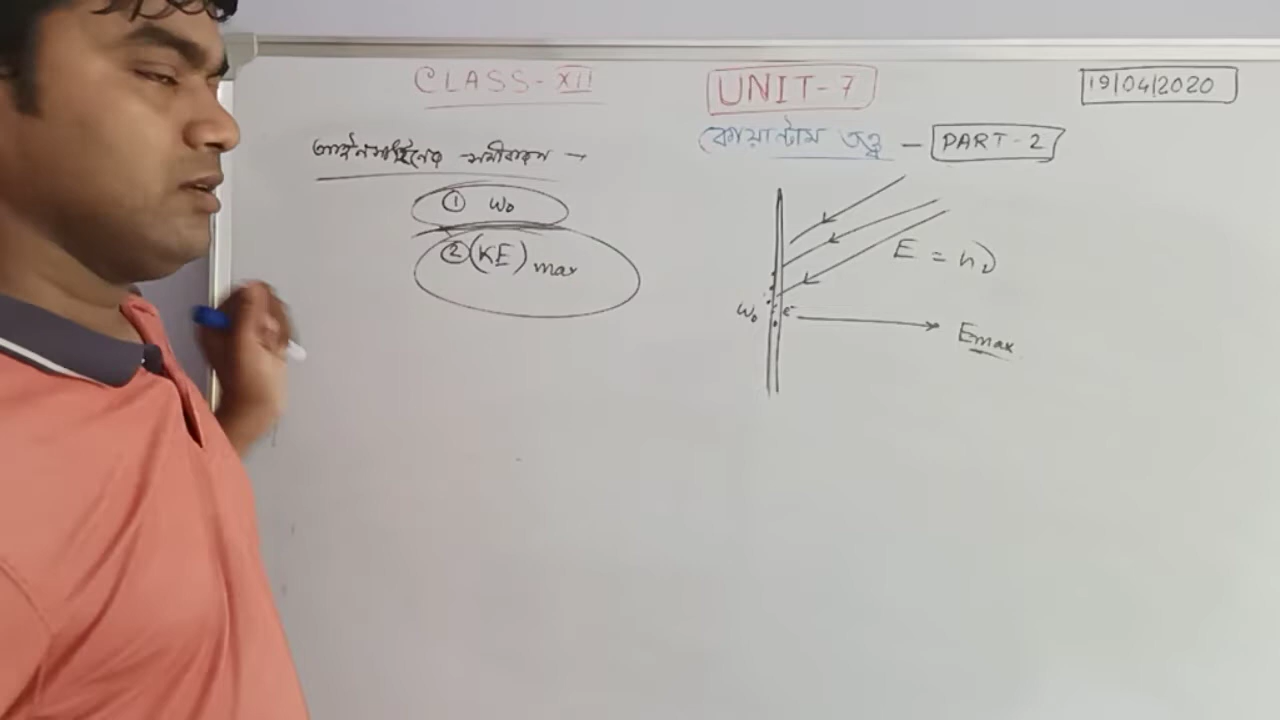 CLASS-XII
UNIT-7
19/04/2020
কোয়ান্টাম তত্ত্ব - PART-2
আইনস্টাইনের সমীকরণ →
① W₀
② (KE) max
E = hν
W₀ e⁻
Emax